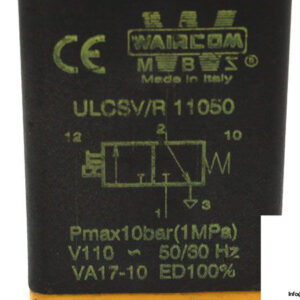 CE WAIRCOM ®
M B S
Made in Italy
ULCSV/R 11050
12 2 10
1 3
Pmax10bar(1MPa)
V110 ~ 50/60 Hz
VA17-10 ED100%